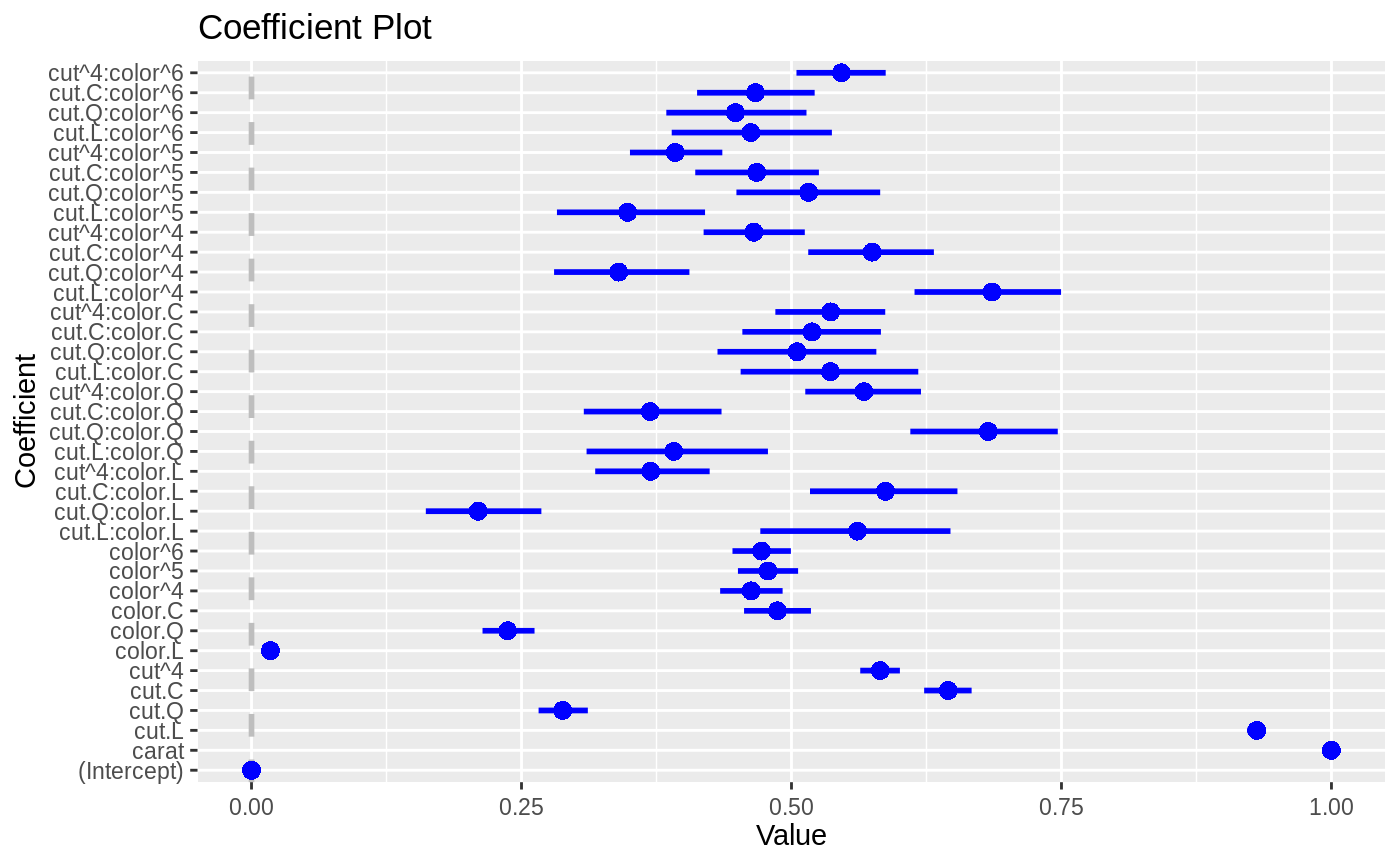 Coefficient Plot
Coefficient
cut^4:color^6
cut.C:color^6
cut.Q:color^6
cut.L:color^6
cut^4:color^5
cut.C:color^5
cut.Q:color^5
cut.L:color^5
cut^4:color^4
cut.C:color^4
cut.Q:color^4
cut.L:color^4
cut^4:color.C
cut.C:color.C
cut.Q:color.C
cut.L:color.C
cut^4:color.Q
cut.C:color.Q
cut.Q:color.Q
cut.L:color.Q
cut^4:color.L
cut.C:color.L
cut.Q:color.L
cut.L:color.L
color^6
color^5
color^4
color.C
color.Q
color.L
cut^4
cut.C
cut.Q
cut.L
carat
(Intercept)
0.00 0.25 0.50 0.75 1.00
Value